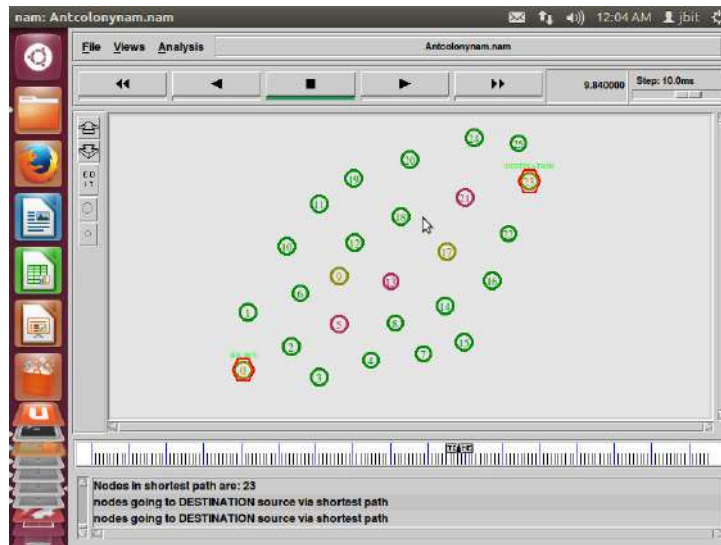 nam: Antcolonynam.nam
12:04 AM jbit
File Views Analysis
Antcolonynam.nam
9.840000
Step: 10.0ms
ED
IT
25
DESTINATION
20
19
21
11
18
22
10
12
17
9
13
16
6
1
14
5
8
2
15
7
4
0
3
TIME
Nodes in shortest path are: 23
nodes going to DESTINATION source via shortest path
nodes going to DESTINATION source via shortest path